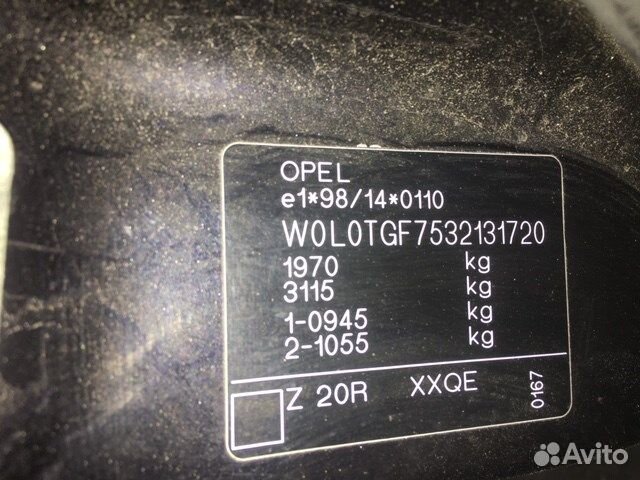 OPEL
e1*98/14*0110
W0L0TGF7532131720
1970 kg
3115 kg
1-0945 kg
2-1055 kg
Z 20R XXQE 0167
Avito